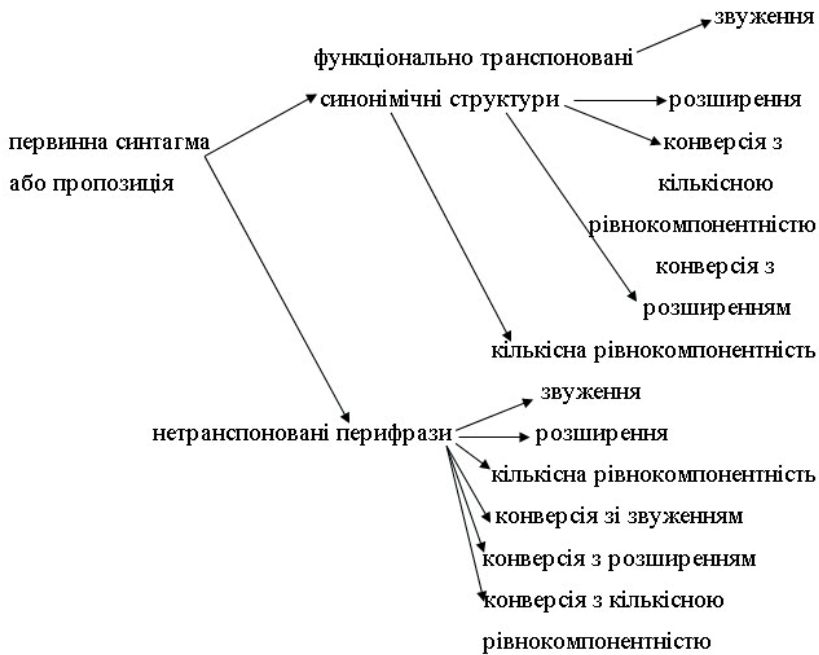 звуження
функціонально транспоновані
синонімічні структури
розширення
первинна синтагма
конверсія з
або пропозиція
кількісною
рівнокомпонентністю
конверсія з
розширенням
кількісна рівнокомпонентність
звуження
нетранспоновані перифрази
розширення
кількісна рівнокомпонентність
конверсія зі звуженням
конверсія з розширенням
конверсія з кількісною
рівнокомпонентністю